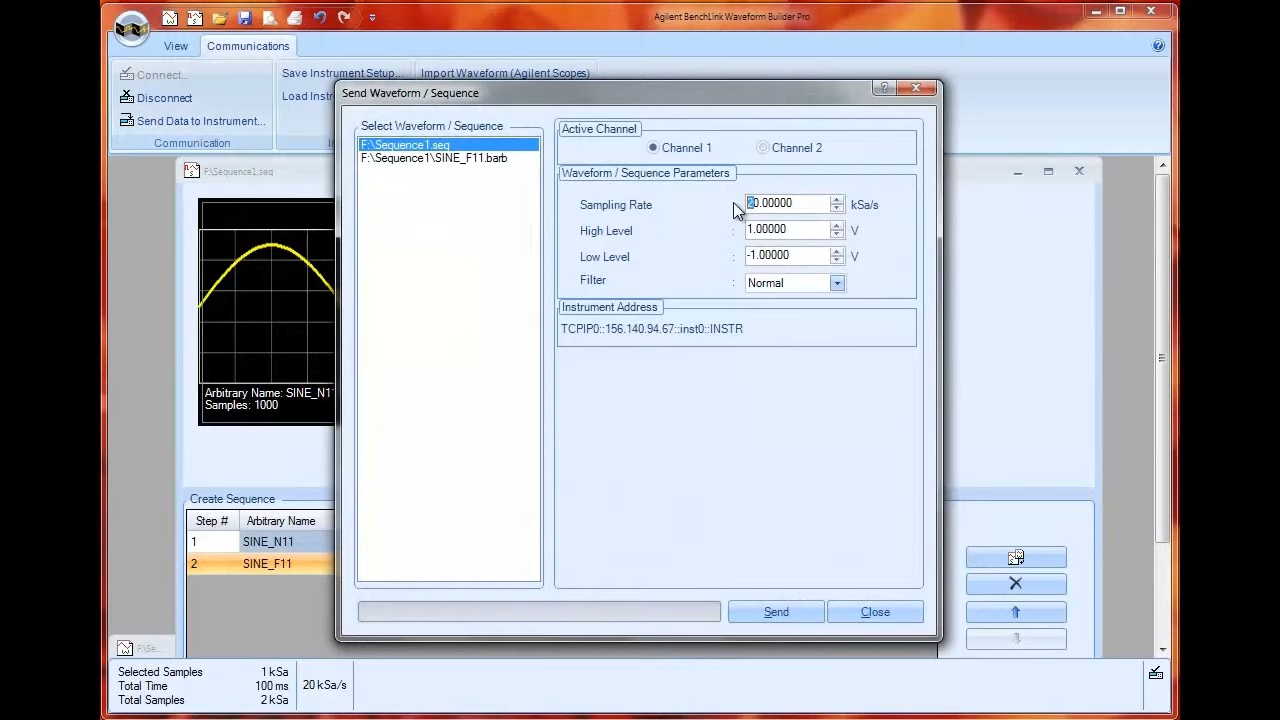 Agilent BenchLink Waveform Builder Pro
View
Communications
Connect...
Disconnect
Send Data to Instrument...
Communication
Save Instrument Setup...
Load Instr
Import Waveform (Agilent Scopes)
Send Waveform / Sequence
Select Waveform / Sequence
F:\Sequence1.seq
F:\Sequence1\SINE_F11.barb
Active Channel
Channel 1
Channel 2
Waveform / Sequence Parameters
Sampling Rate 20.00000 kSa/s
High Level : 1.00000 V
Low Level : -1.00000 V
Filter : Normal
Instrument Address
TCPIP0::156.140.94.67::inst0::INSTR
Send
Close
F:\Sequence1.seq
Arbitrary Name: SINE_N11
Samples: 1000
Create Sequence
Step # Arbitrary Name
1 SINE_N11
2 SINE_F11
F:\Se...
Selected Samples 1 kSa
Total Time 100 ms
Total Samples 2 kSa
20 kSa/s